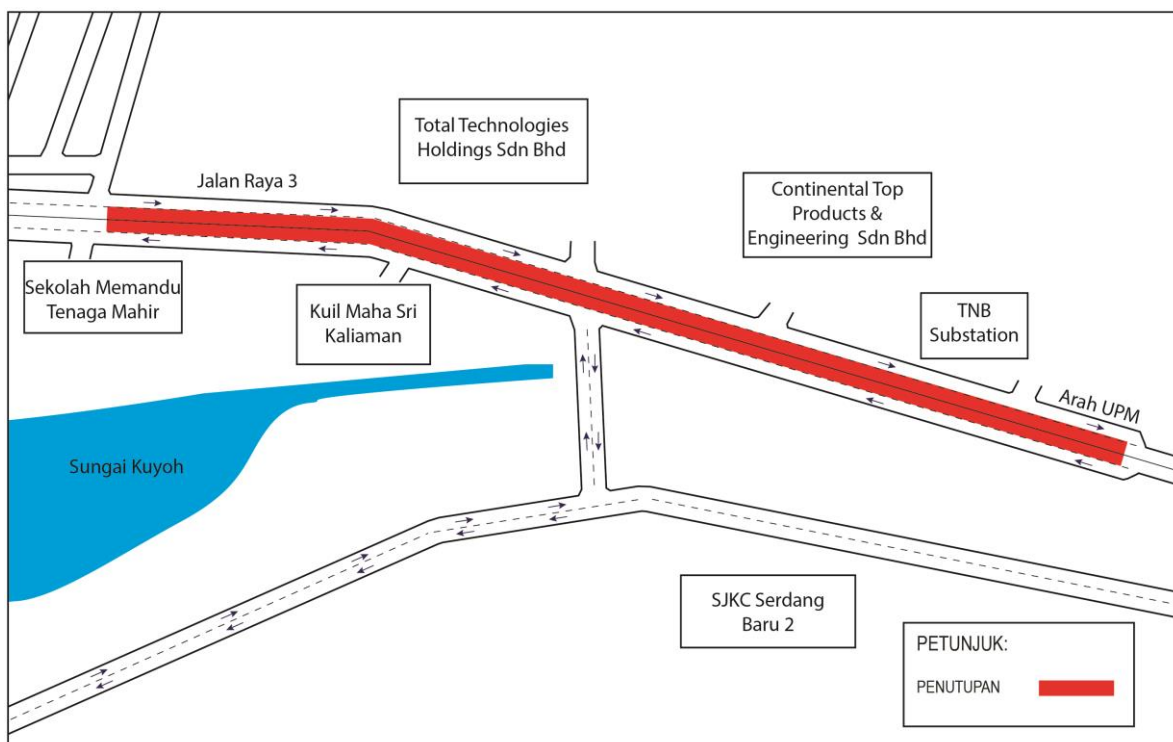 Total Technologies
Holdings Sdn Bhd
Jalan Raya 3
Continental Top
Products &
Engineering Sdn Bhd
Sekolah Memandu
Tenaga Mahir
Kuil Maha Sri
Kaliaman
TNB
Substation
Arah UPM
Sungai Kuyoh
SJKC Serdang
Baru 2
PETUNJUK:
PENUTUPAN